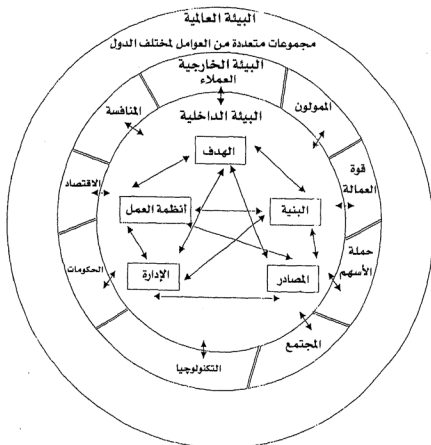 البيئة العالمية
مجموعات متعددة من العوامل لمختلف الدول
البيئة الخارجية
العملاء
الممولون
المنافسة
البيئة الداخلية
الهدف
قوة
العمالة
الاقتصاد
البنية
أنظمة العمل
حملة
الأسهم
الحكومات
المصادر
الإدارة
المجتمع
التكنولوجيا